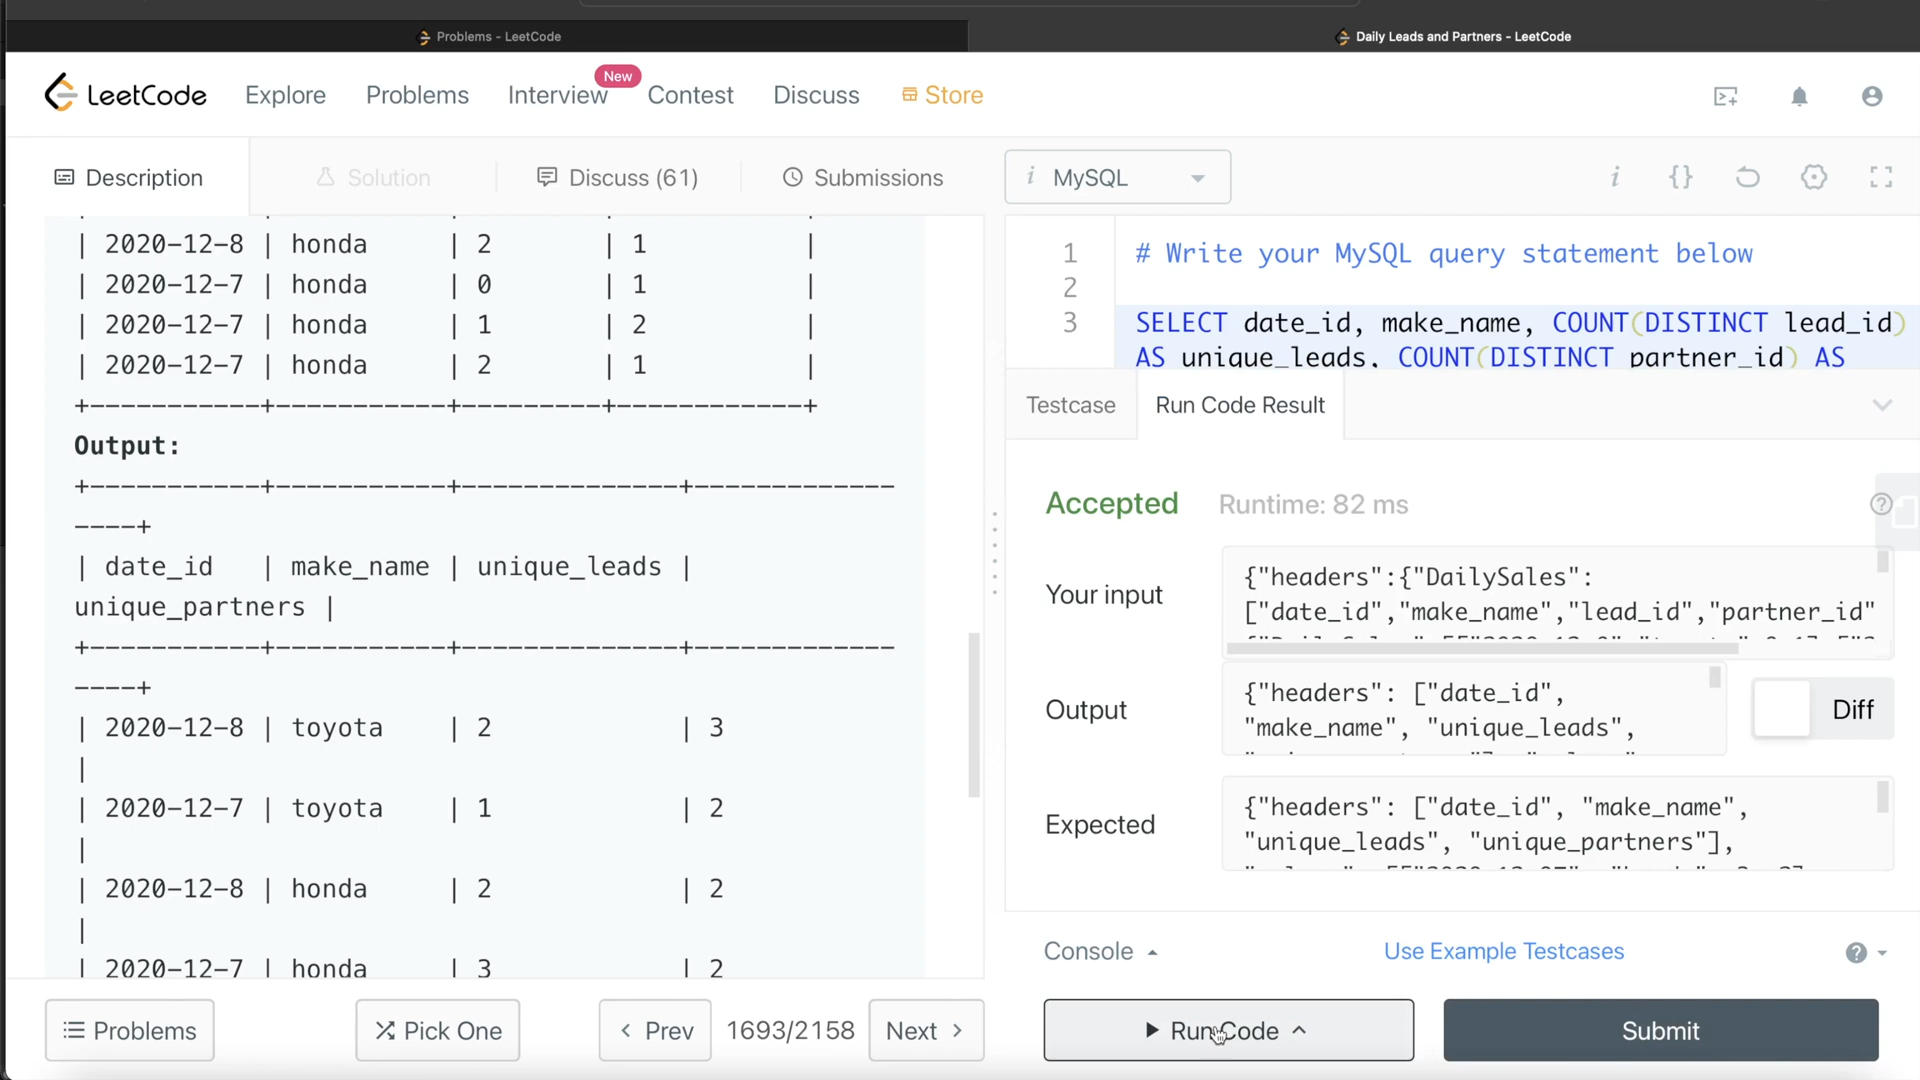 Problems - LeetCode
Daily Leads and Partners - LeetCode
LeetCode
Explore
Problems
Interview
New
Contest
Discuss
Store
Description
Solution
Discuss (61)
Submissions
i MySQL
i {}
| 2020-12-8 | honda | 2 | 1 |
| 2020-12-7 | honda | 0 | 1 |
| 2020-12-7 | honda | 1 | 2 |
| 2020-12-7 | honda | 2 | 1 |
+-----------+-----------+---------+------------+
Output:
+-----------+-----------+--------------+-------------
----+
| date_id | make_name | unique_leads |
unique_partners |
+-----------+-----------+--------------+-------------
----+
| 2020-12-8 | toyota | 2 | 3
|
| 2020-12-7 | toyota | 1 | 2
|
| 2020-12-8 | honda | 2 | 2
|
| 2020-12-7 | honda | 3 | 2
1 # Write your MySQL query statement below
2
3 SELECT date_id, make_name, COUNT(DISTINCT lead_id)
AS unique_leads, COUNT(DISTINCT partner_id) AS
Testcase
Run Code Result
Accepted
Runtime: 82 ms
Your input
{"headers":{"DailySales":
["date_id","make_name","lead_id","partner_id"
Output
{"headers": ["date_id",
"make_name", "unique_leads",
Diff
Expected
{"headers": ["date_id", "make_name",
"unique_leads", "unique_partners"],
Console
Use Example Testcases
Problems
Pick One
Prev
1693/2158
Next
Run Code
Submit